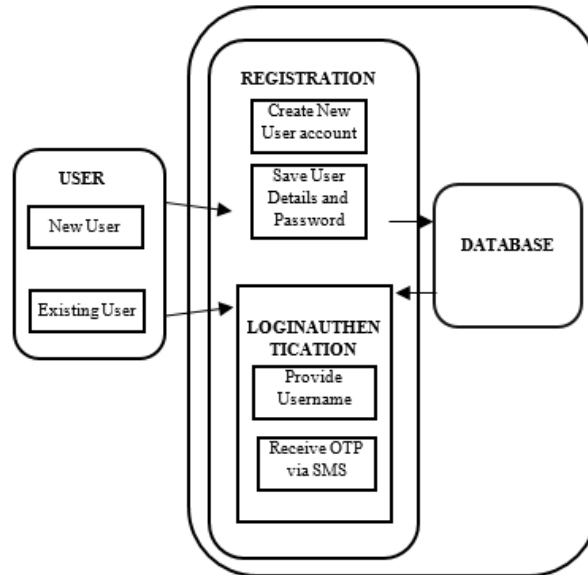 USER
New User
Existing User
REGISTRATION
Create New
User account
Save User
Details and
Password
LOGINAUTHEN
TICATION
Provide
Username
Receive OTP
via SMS
DATABASE